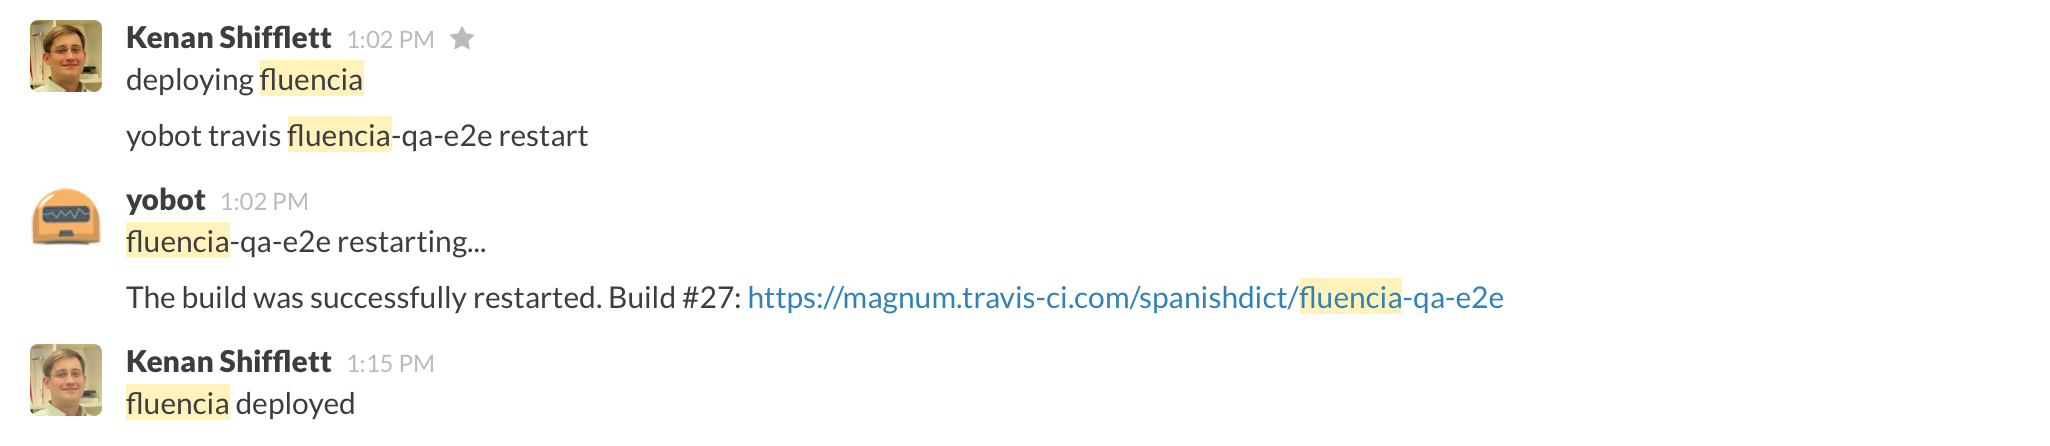 Kenan Shifflett 1:02 PM
deploying fluencia
yobot travis fluencia-qa-e2e restart
yobot 1:02 PM
fluencia-qa-e2e restarting...
The build was successfully restarted. Build #27: https://magnum.travis-ci.com/spanishdict/fluencia-qa-e2e
Kenan Shifflett 1:15 PM
fluencia deployed